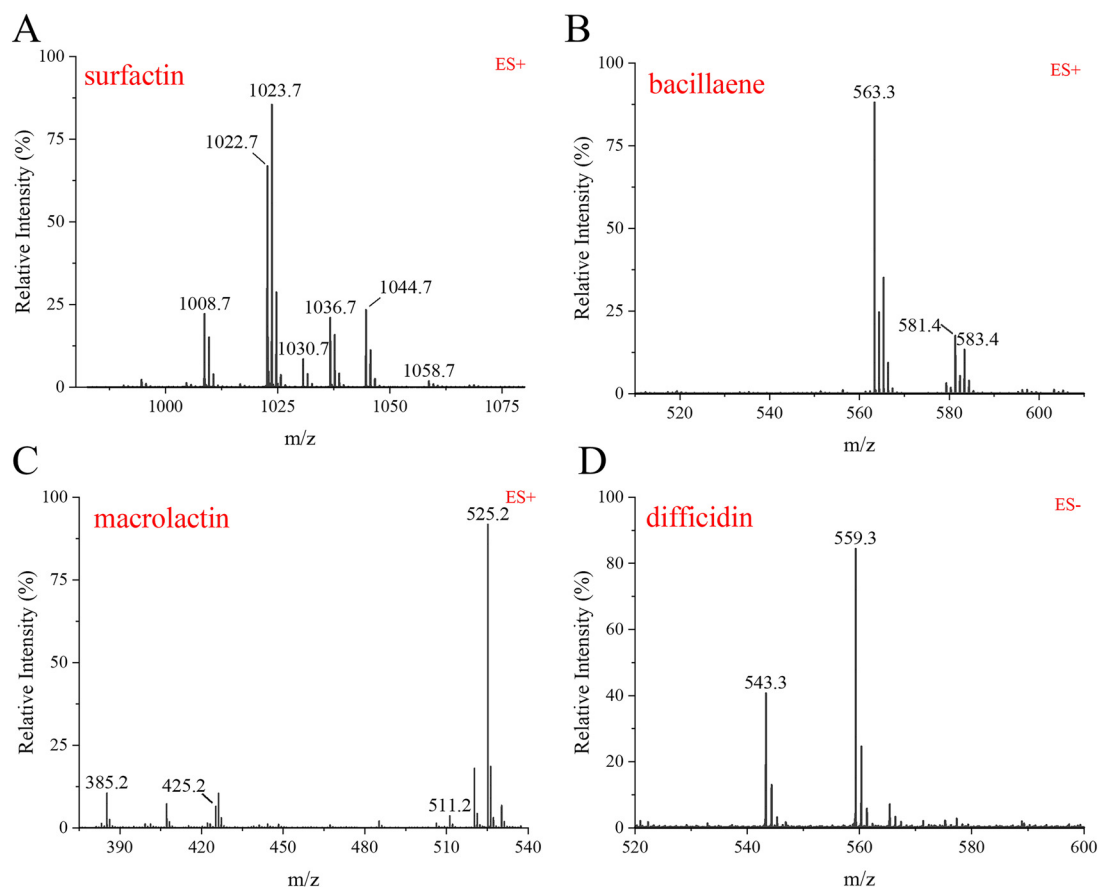 A
surfactin
ES+
1023.7
1022.7
1008.7
1036.7
1044.7
1030.7
1058.7
100
75
50
25
0
Relative Intensity (%)
1000
1025
1050
1075
m/z
B
bacillaene
ES+
563.3
581.4
583.4
100
75
50
25
0
Relative Intensity (%)
520
540
560
580
600
m/z
C
macrolactin
ES+
525.2
385.2
425.2
511.2
100
75
50
25
0
Relative Intensity (%)
390
420
450
480
510
540
m/z
D
difficidin
ES-
559.3
543.3
100
80
60
40
20
0
Relative Intensity (%)
520
540
560
580
600
m/z